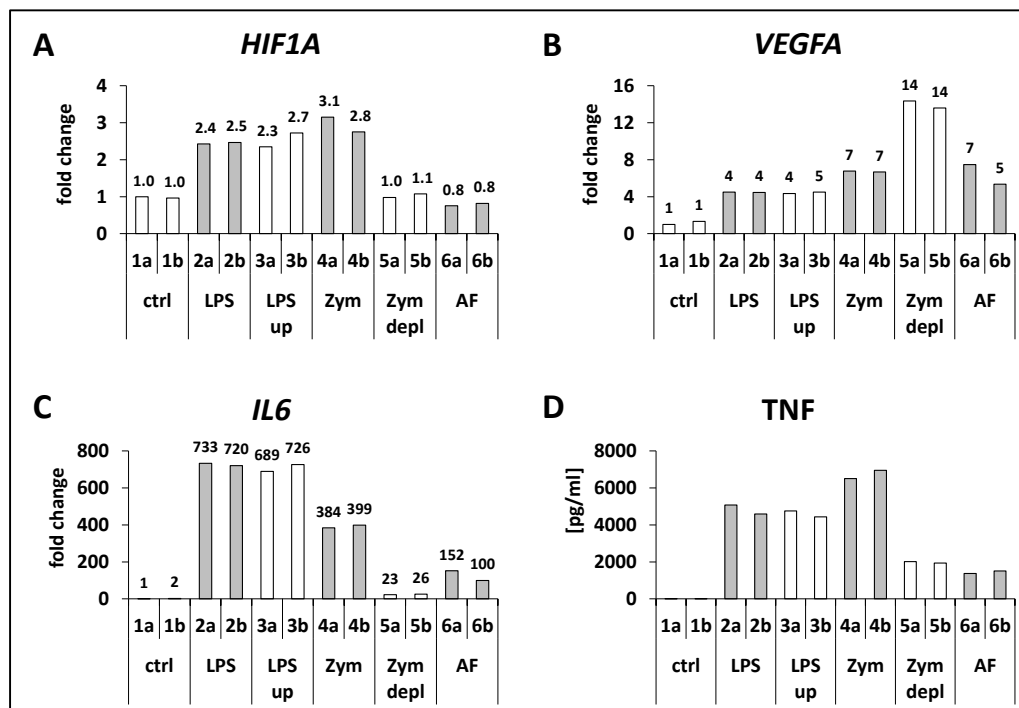 A
HIF1A
fold change
4
3
2
1
0
1.0 1.0 2.4 2.5 2.3 2.7 3.1 2.8 1.0 1.1 0.8 0.8
1a 1b 2a 2b 3a 3b 4a 4b 5a 5b 6a 6b
ctrl LPS LPS Zym Zym AF
up depl
B
VEGFA
fold change
16
12
8
4
0
1 1 4 4 4 5 7 7 14 14 7 5
1a 1b 2a 2b 3a 3b 4a 4b 5a 5b 6a 6b
ctrl LPS LPS Zym Zym AF
up depl
C
IL6
fold change
800
600
400
200
0
1 2 733 720 689 726 384 399 23 26 152 100
1a 1b 2a 2b 3a 3b 4a 4b 5a 5b 6a 6b
ctrl LPS LPS Zym Zym AF
up depl
D
TNF
[pg/ml]
8000
6000
4000
2000
0
1a 1b 2a 2b 3a 3b 4a 4b 5a 5b 6a 6b
ctrl LPS LPS Zym Zym AF
up depl